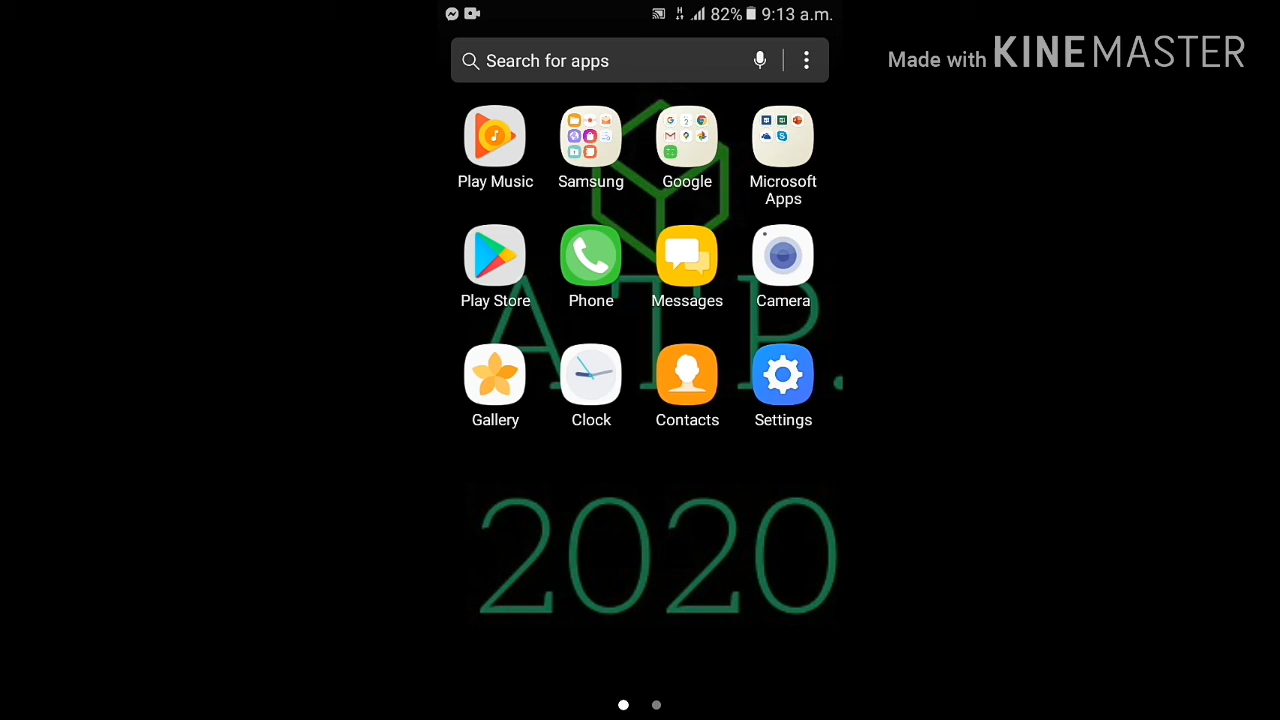 82% 9:13 a.m.
Made with KINEMASTER
Search for apps
Play Music
Samsung
Google
Microsoft
Apps
Play Store
Phone
Messages
Camera
ATP.
Gallery
Clock
Contacts
Settings
2020